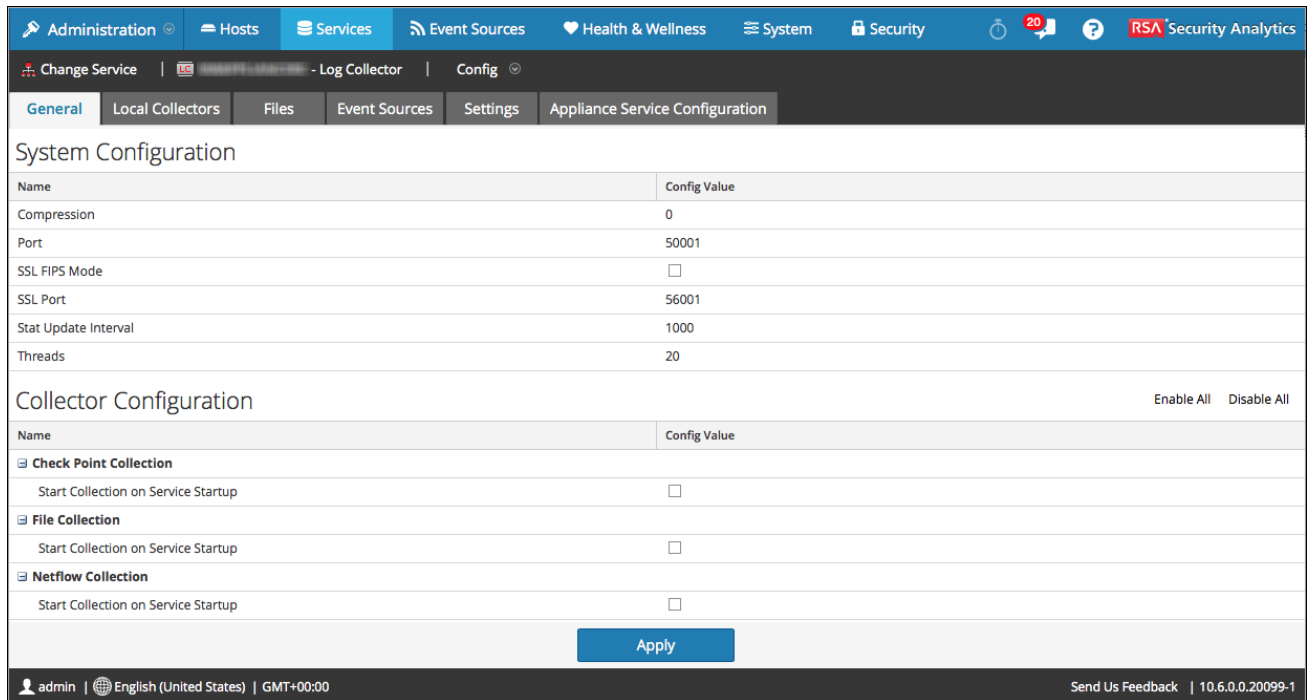 Administration Hosts Services Event Sources Health & Wellness System Security 20 ? RSA Security Analytics
Change Service | LC - Log Collector | Config
General Local Collectors Files Event Sources Settings Appliance Service Configuration
System Configuration
Name Config Value
Compression 0
Port 50001
SSL FIPS Mode
SSL Port 56001
Stat Update Interval 1000
Threads 20
Collector Configuration Enable All Disable All
Name Config Value
Check Point Collection
Start Collection on Service Startup
File Collection
Start Collection on Service Startup
Netflow Collection
Start Collection on Service Startup
Apply
admin | English (United States) | GMT+00:00 Send Us Feedback | 10.6.0.0.20099-1